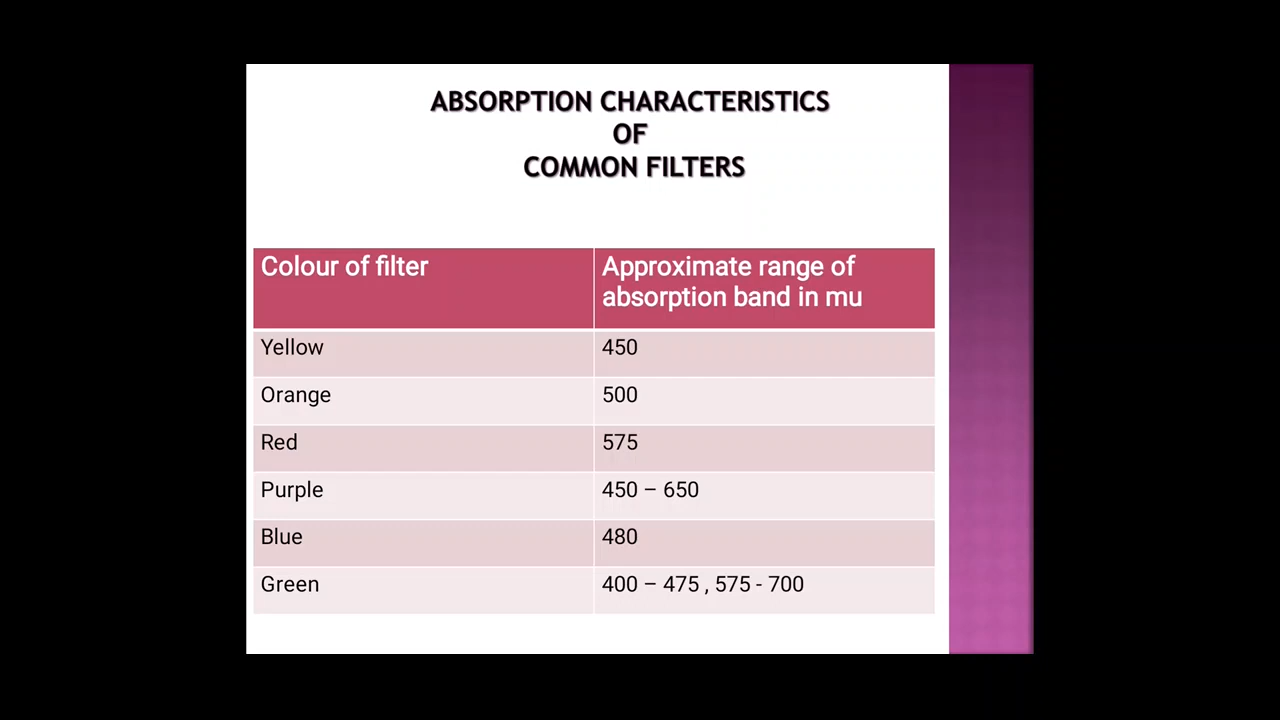 ABSORPTION CHARACTERISTICS
OF
COMMON FILTERS
Colour of filter
Approximate range of
absorption band in mu
Yellow
450
Orange
500
Red
575
Purple
450 – 650
Blue
480
Green
400 – 475 , 575 - 700